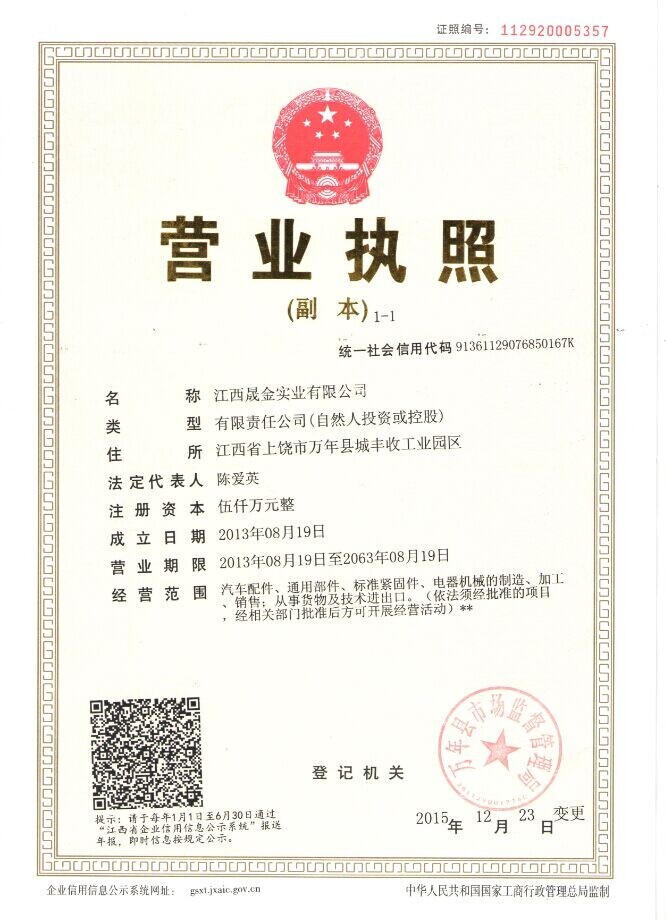 证照编号：112920005357
营业执照
(副 本) 1-1
统一社会信用代码 91361129076850167K
名 称 江西晟金实业有限公司
类 型 有限责任公司(自然人投资或控股)
住 所 江西省上饶市万年县城丰收工业园区
法定代表人 陈爱英
注册资本 伍仟万元整
成立日期 2013年08月19日
营业期限 2013年08月19日至2063年08月19日
经营范围 汽车配件、通用部件、标准紧固件、电器机械的制造、加工
、销售；从事货物及技术进出口。（依法须经批准的项目
，经相关部门批准后方可开展经营活动）**
万年县市场监督管理局
登记机关
2015年 12月 23日 变更
提示：请于每年1月1日至6月30日通过
“江西省企业信用信息公示系统”报送
年报，即时信息按规定公示。
企业信用信息公示系统网址： gsxt.jxaic.gov.cn
中华人民共和国国家工商行政管理总局监制